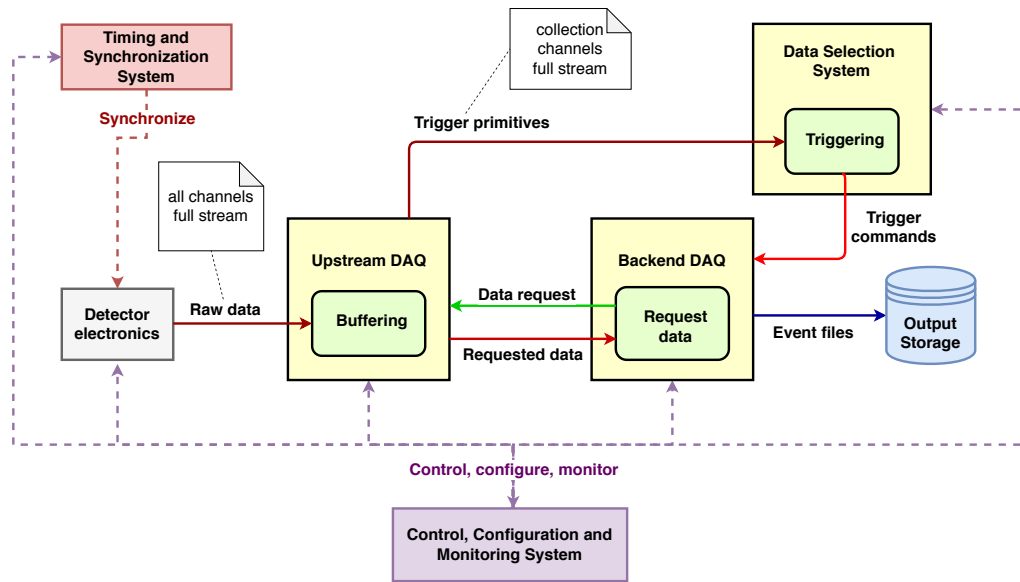 Timing and
Synchronization
System
Synchronize
collection
channels
full stream
Data Selection
System
Trigger primitives
Triggering
all channels
full stream
Trigger
commands
Upstream DAQ
Backend DAQ
Detector
electronics
Raw data
Buffering
Data request
Requested data
Request
data
Event files
Output
Storage
Control, configure, monitor
Control, Configuration and
Monitoring System